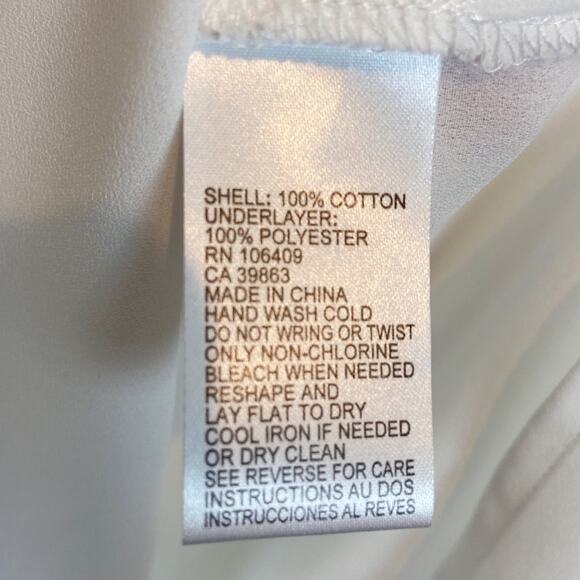 SHELL: 100% COTTON
UNDERLAYER:
100% POLYESTER
RN 106409
CA 39863
MADE IN CHINA
HAND WASH COLD
DO NOT WRING OR TWIST
ONLY NON-CHLORINE
BLEACH WHEN NEEDED
RESHAPE AND
LAY FLAT TO DRY
COOL IRON IF NEEDED
OR DRY CLEAN
SEE REVERSE FOR CARE
INSTRUCTIONS AU DOS
INSTRUCCIONES AL REVES